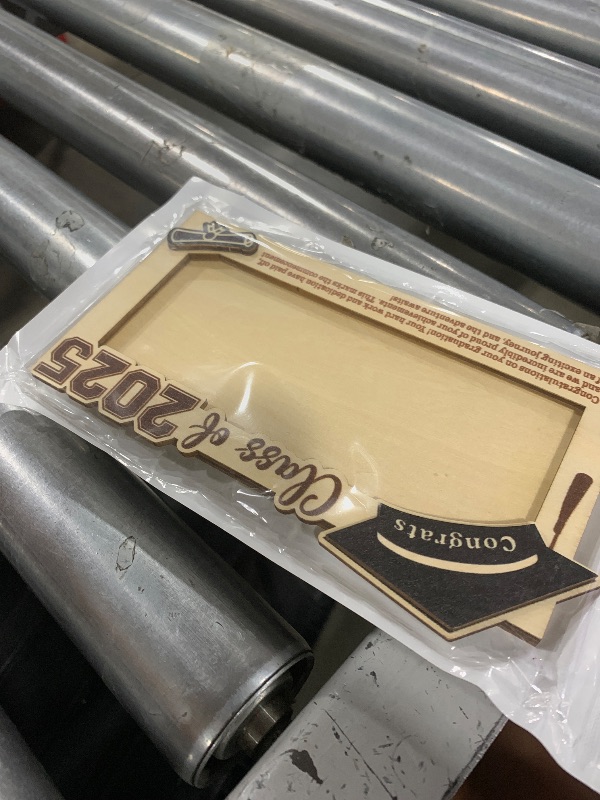 Congrats
Class of 2025
Congratulations on your graduation! Your hard work and dedication have paid off,
and we are incredibly proud of your achievements. This marks the commencement
of an exciting journey, and the adventure awaits!